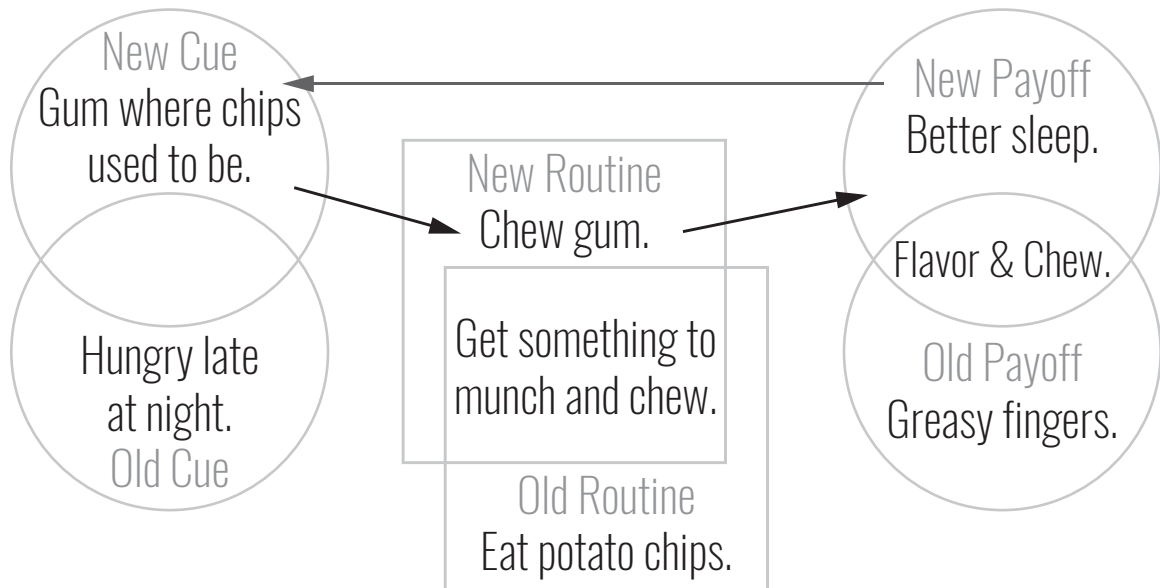 New Cue
Gum where chips
used to be.
Hungry late
at night.
Old Cue
New Routine
Chew gum.
Get something to
munch and chew.
Old Routine
Eat potato chips.
New Payoff
Better sleep.
Flavor & Chew.
Old Payoff
Greasy fingers.